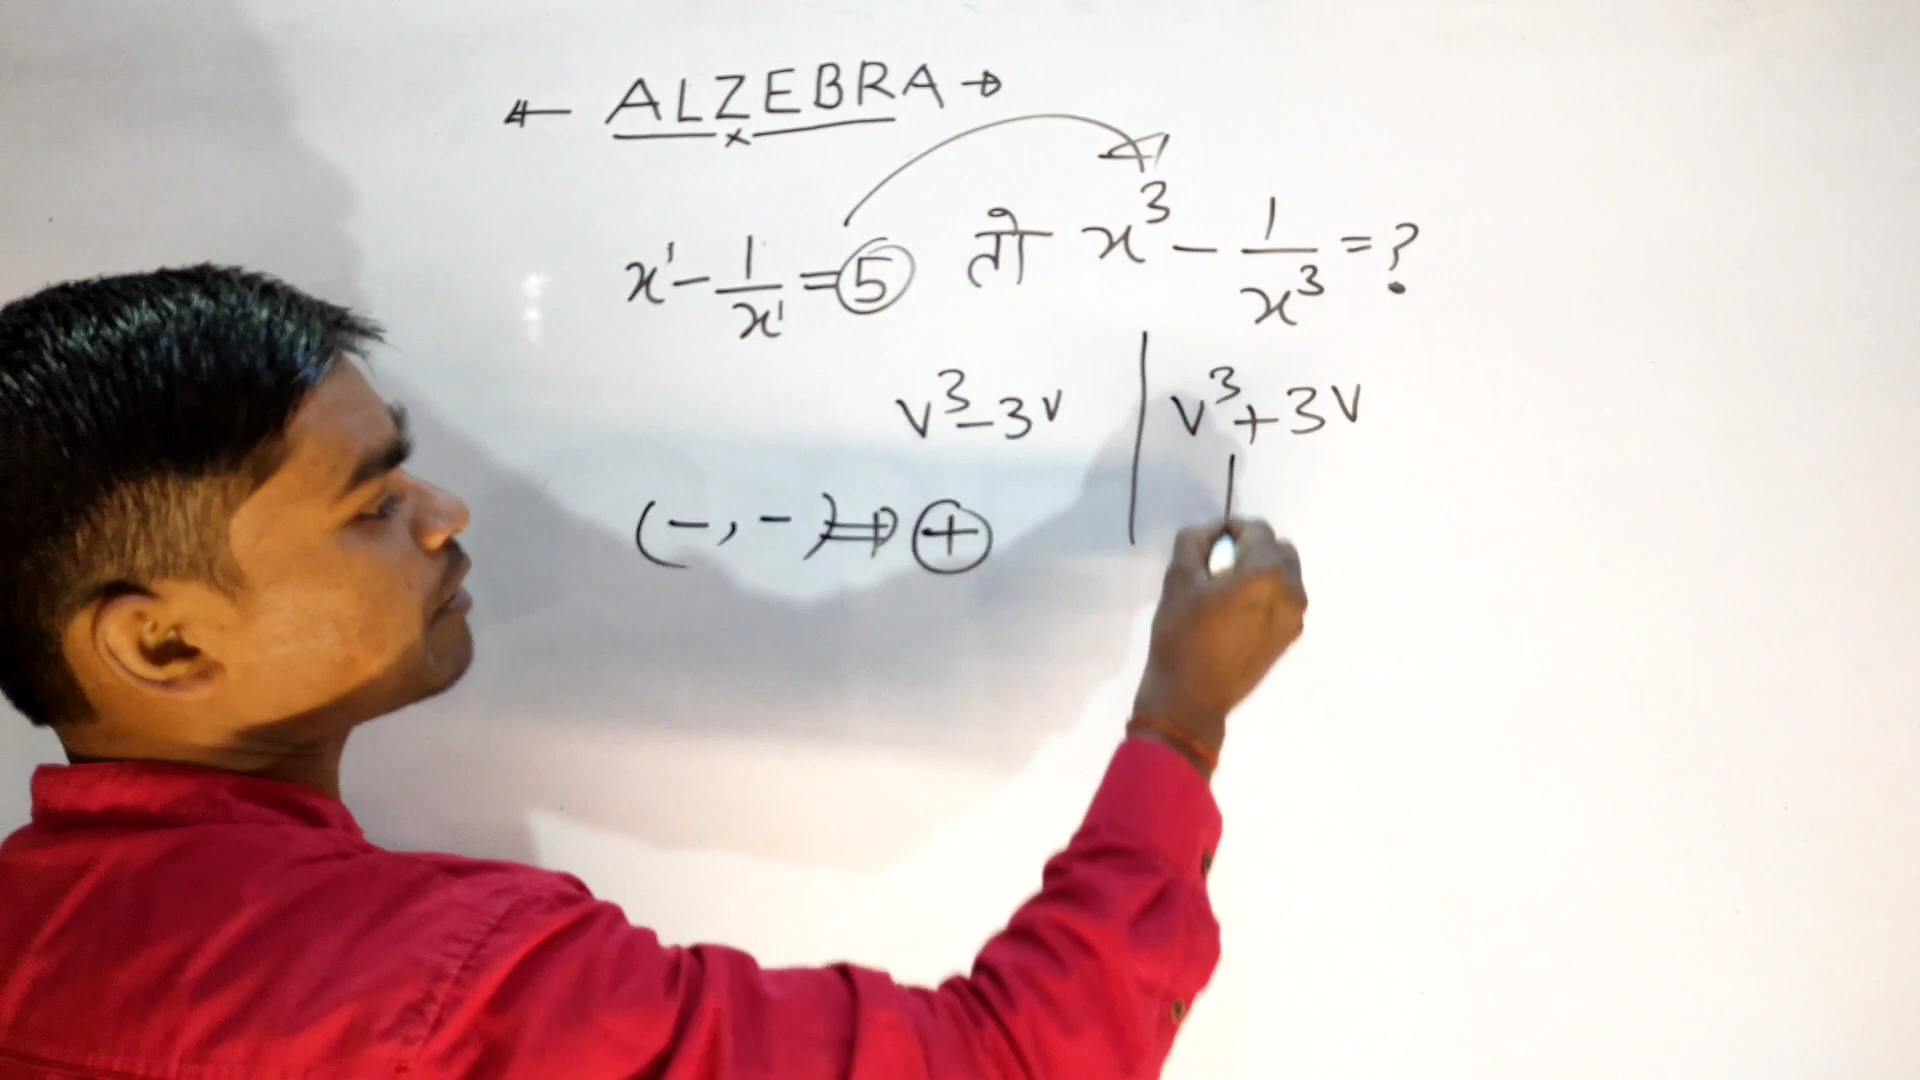 ← ALZEBRA →
x
x¹ - 1/x¹ = 5 तो x³ - 1/x³ = ?
v³ - 3v | v³ + 3v
(-, -) ⇒ +